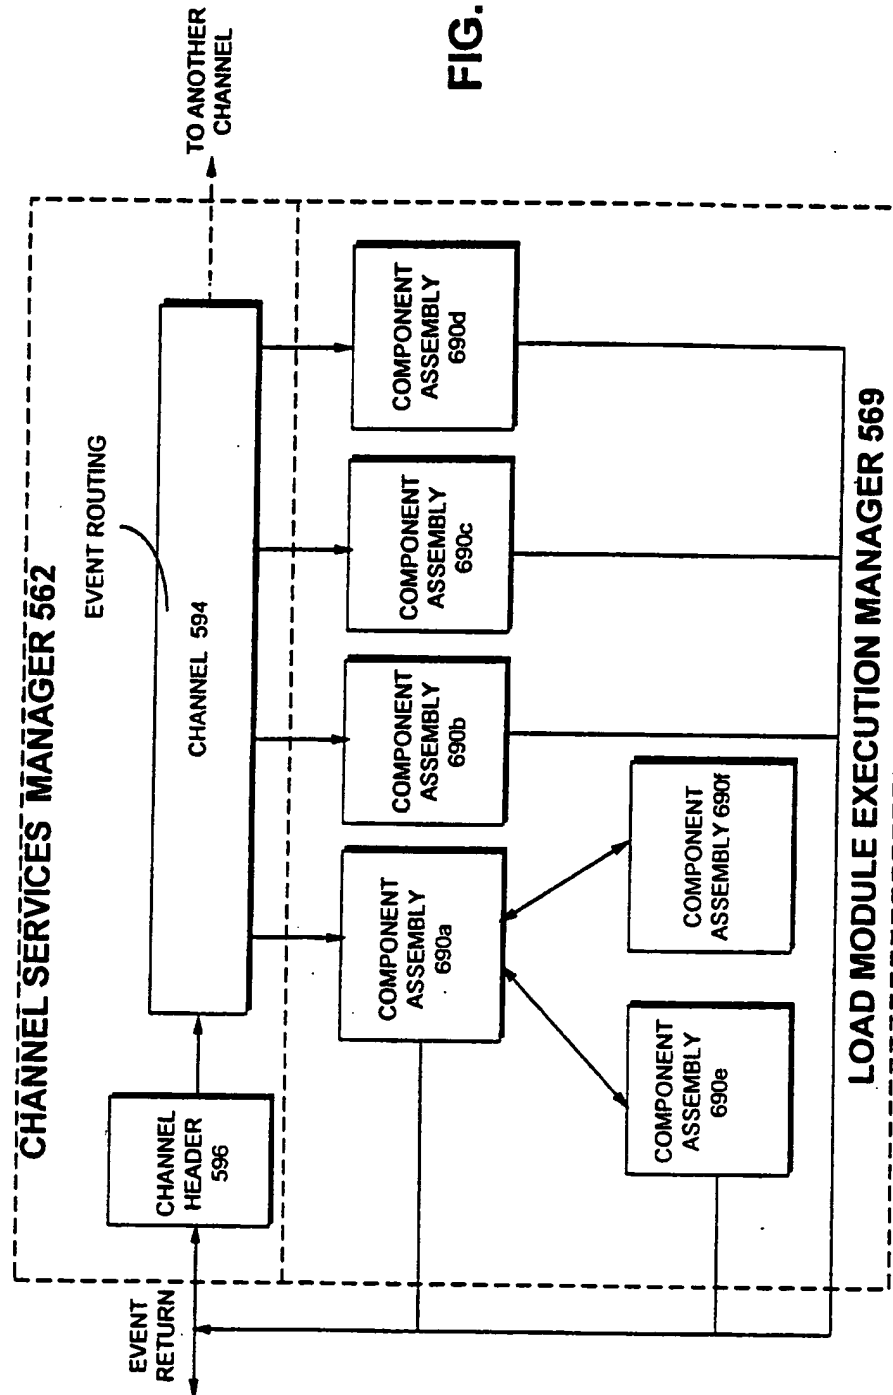 CHANNEL SERVICES MANAGER 562
EVENT ROUTING
TO ANOTHER
CHANNEL
EVENT
RETURN
CHANNEL
HEADER
596
CHANNEL 594
COMPONENT
ASSEMBLY
690a
COMPONENT
ASSEMBLY
690b
COMPONENT
ASSEMBLY
690c
COMPONENT
ASSEMBLY
690d
COMPONENT
ASSEMBLY
690e
COMPONENT
ASSEMBLY 690f
LOAD MODULE EXECUTION MANAGER 569
FIG.